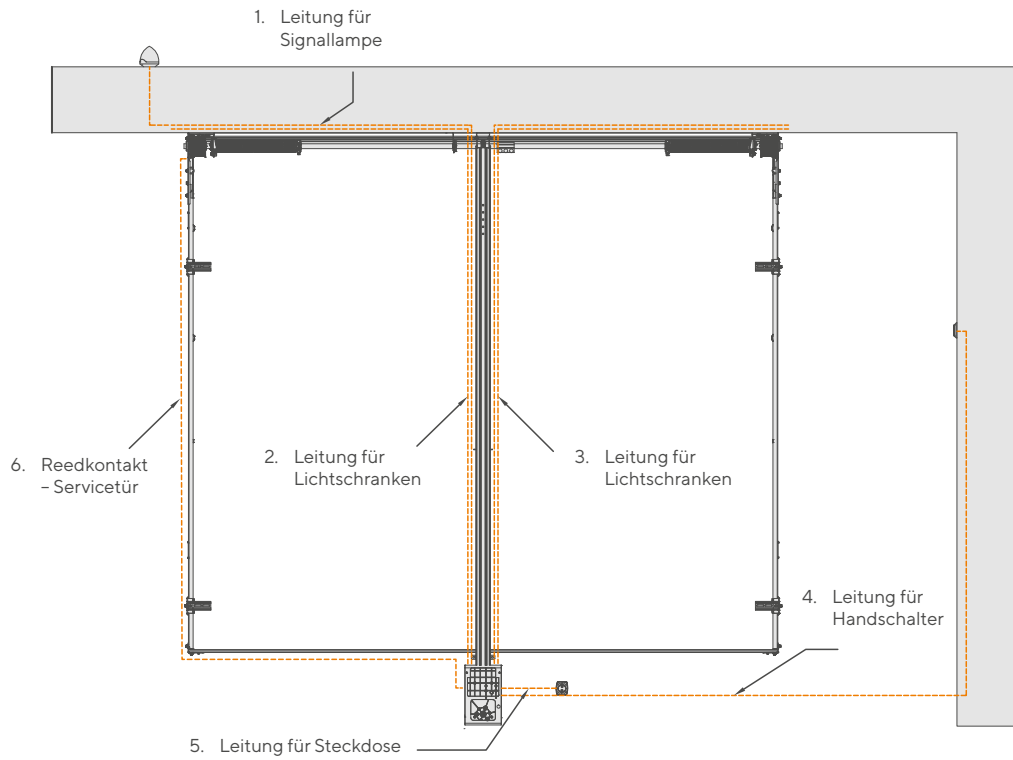 1. Leitung für
Signallampe
6. Reedkontakt
– Servicetür
2. Leitung für
Lichtschranken
3. Leitung für
Lichtschranken
4. Leitung für
Handschalter
5. Leitung für Steckdose